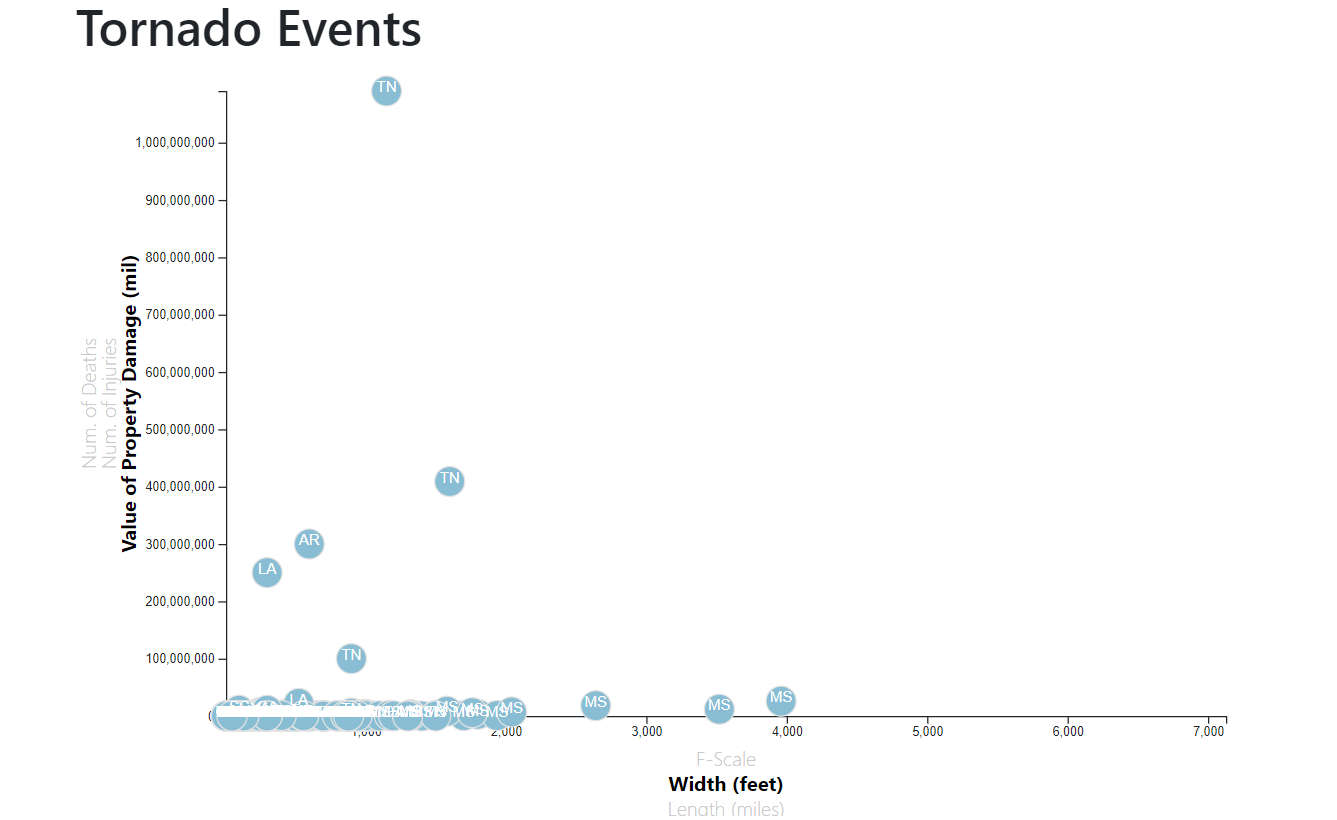 Tornado Events
TN
1,000,000,000
900,000,000
800,000,000
700,000,000
600,000,000
500,000,000
TN
400,000,000
AR
300,000,000
LA
200,000,000
TN
100,000,000
LA
MS
MS
MS
MS
MS
MS
MS
1,000
2,000
3,000
4,000
5,000
6,000
7,000
Num. of Deaths
Num. of Injuries
Value of Property Damage (mil)
F-Scale
Width (feet)
Length (miles)